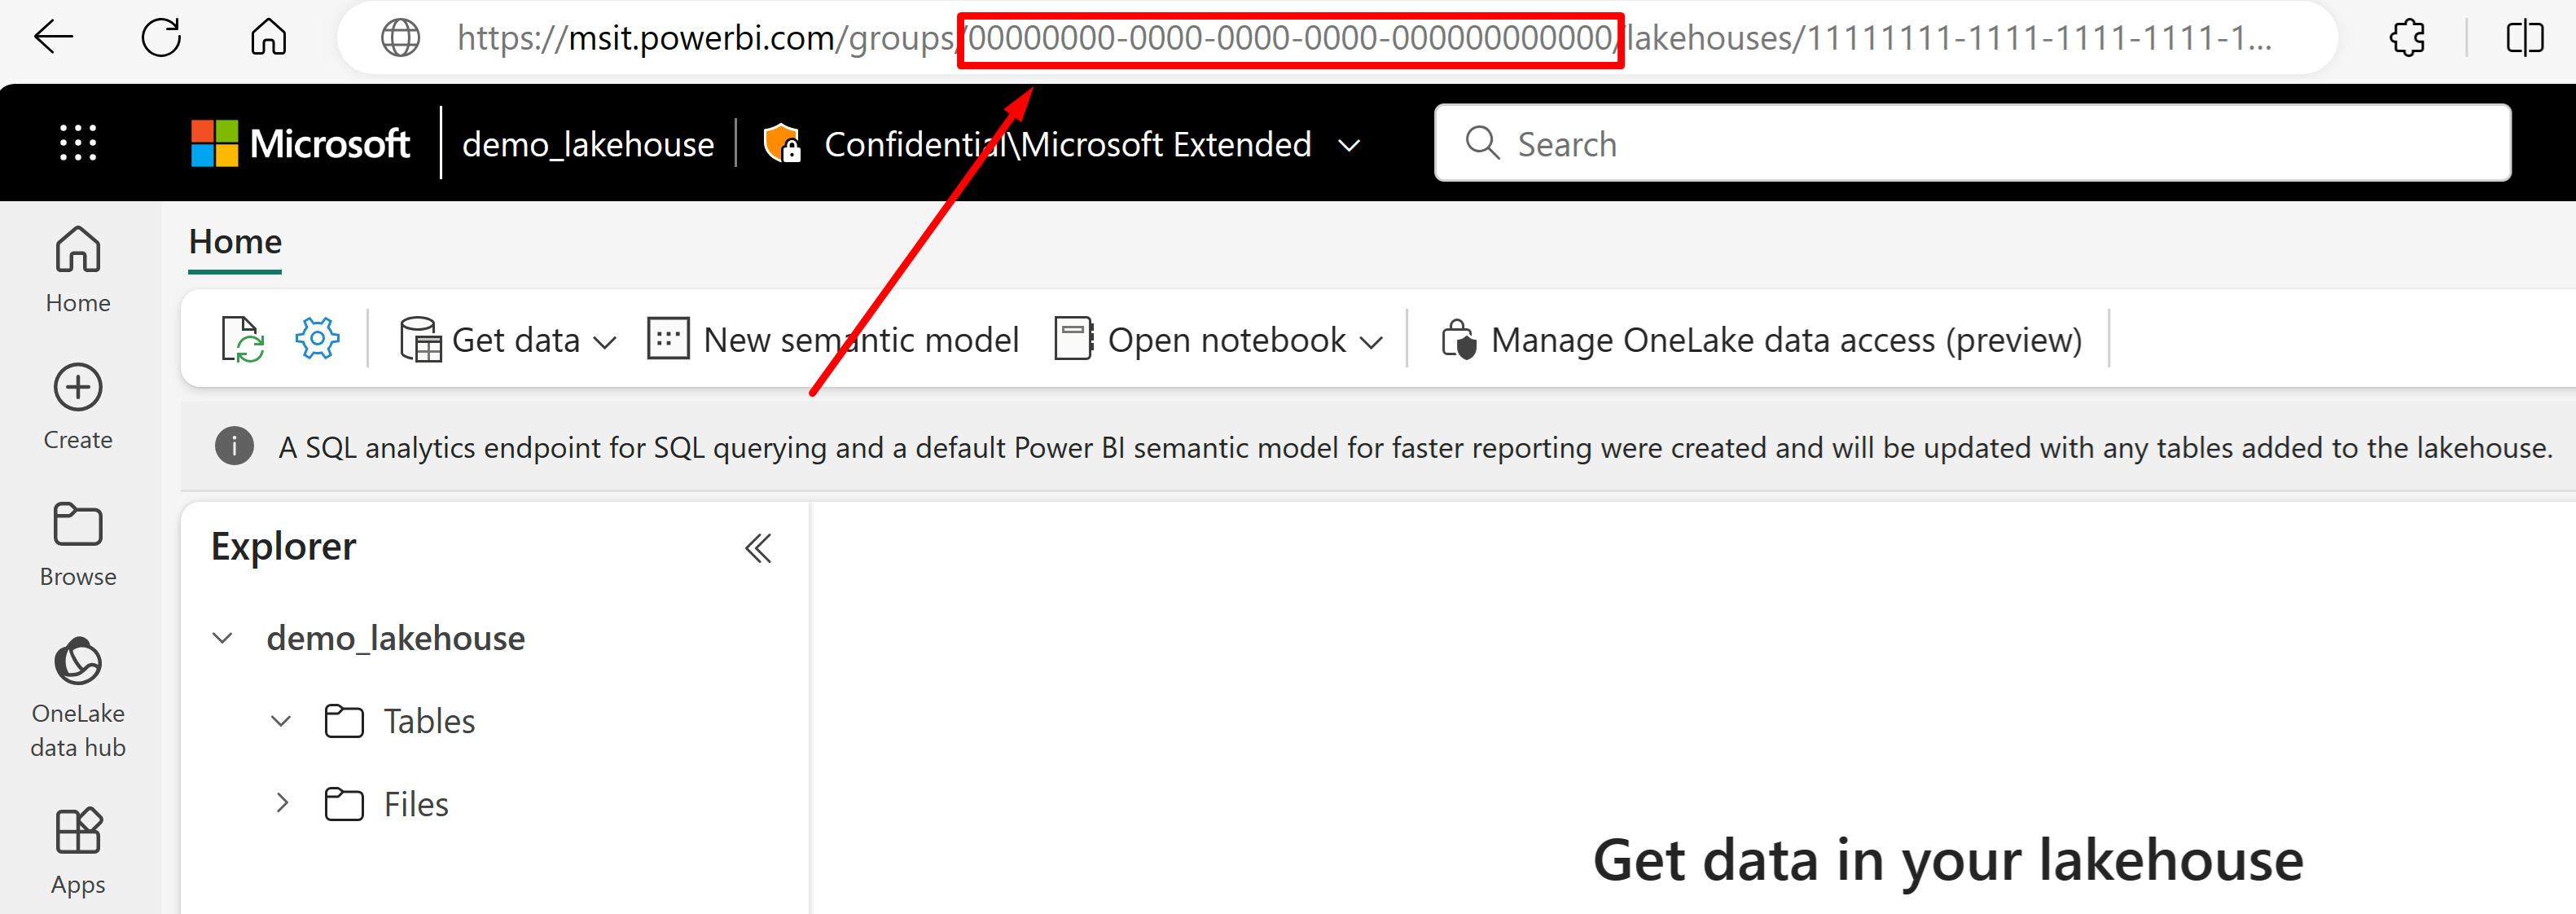 https://msit.powerbi.com/groups/00000000-0000-0000-0000-000000000000/lakehouses/11111111-1111-1111-1111-1...
Microsoft demo_lakehouse Confidential\Microsoft Extended Search
Home
Home
Get data New semantic model Open notebook Manage OneLake data access (preview)
Create
A SQL analytics endpoint for SQL querying and a default Power BI semantic model for faster reporting were created and will be updated with any tables added to the lakehouse.
Explorer
Browse
demo_lakehouse
OneLake
data hub
Tables
Files
Apps
Get data in your lakehouse